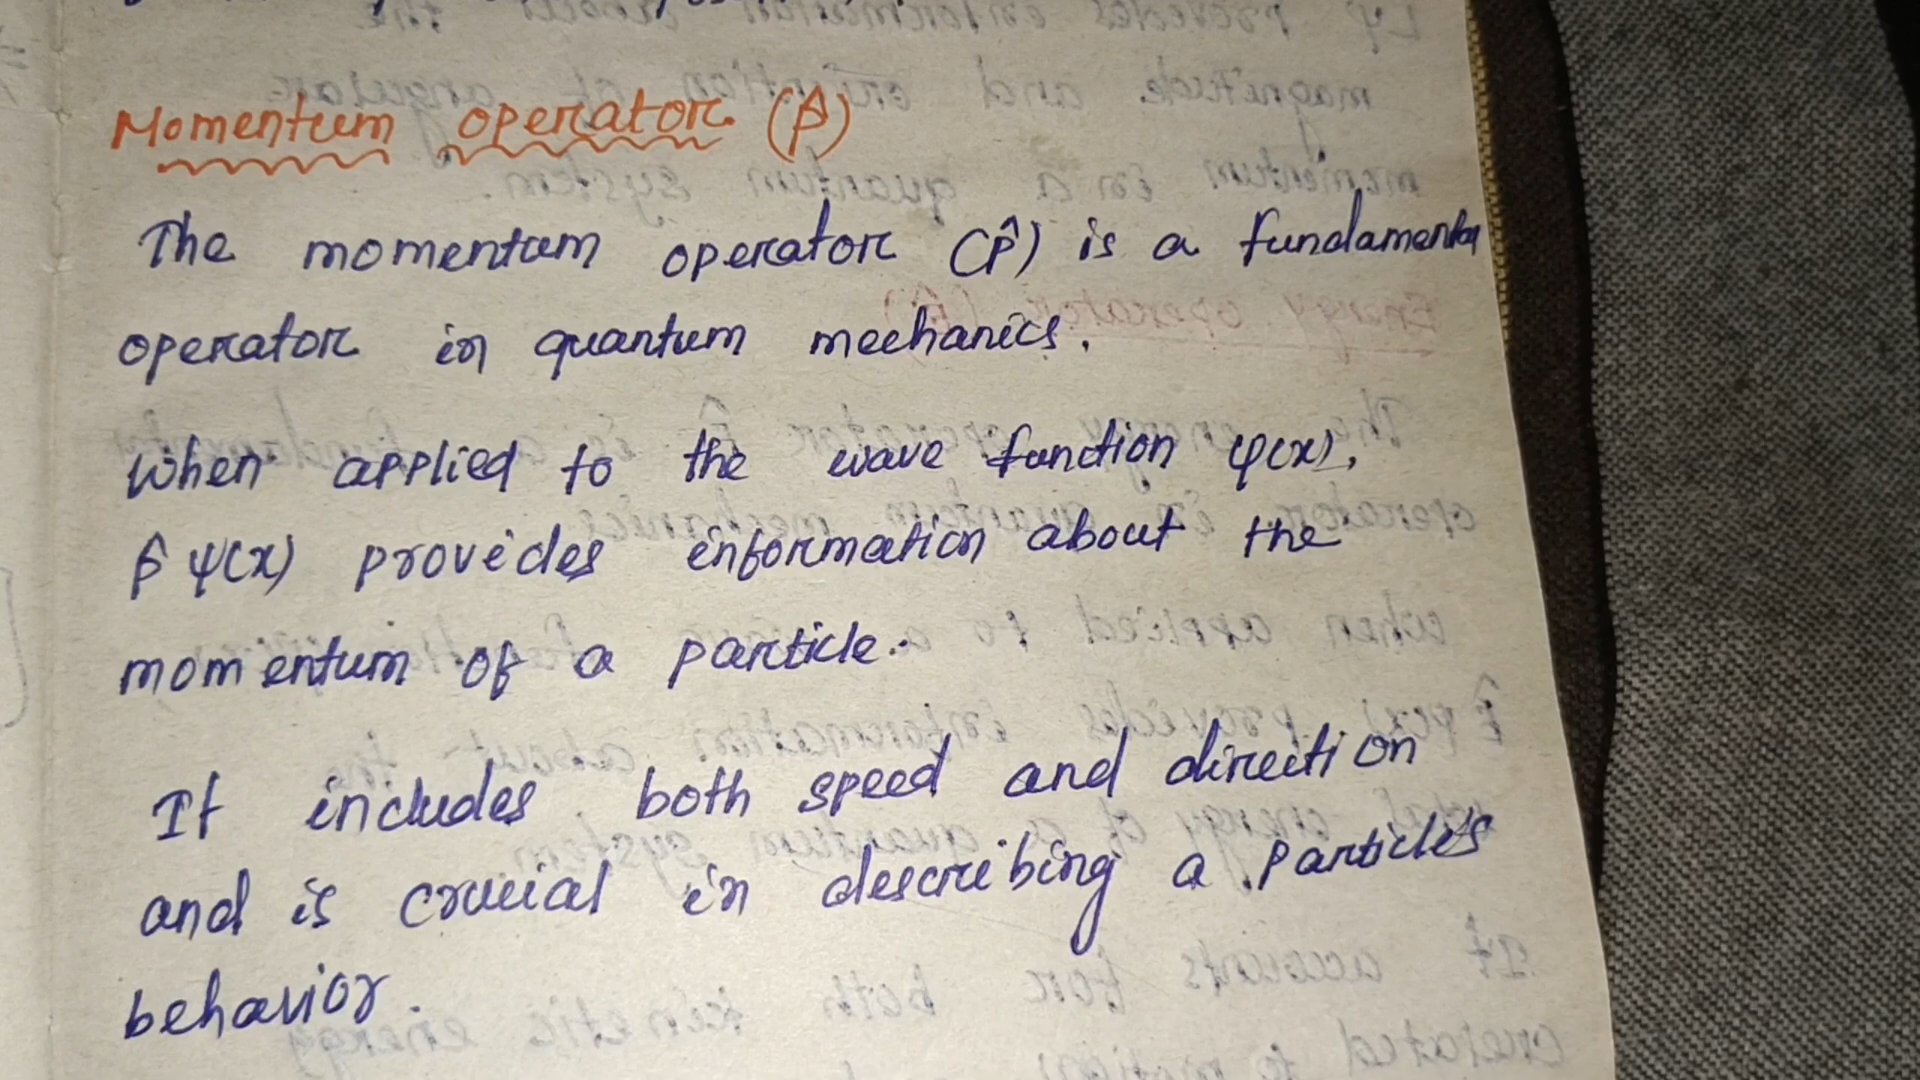 Momentum operator (p̂)
The momentum operator (p̂) is a fundamental
operator in quantum mechanics.
When applied to the wave function ψ(x),
p̂ ψ(x) provides information about the
momentum of a particle.
It includes both speed and direction
and is crucial in describing a particle's
behavior.